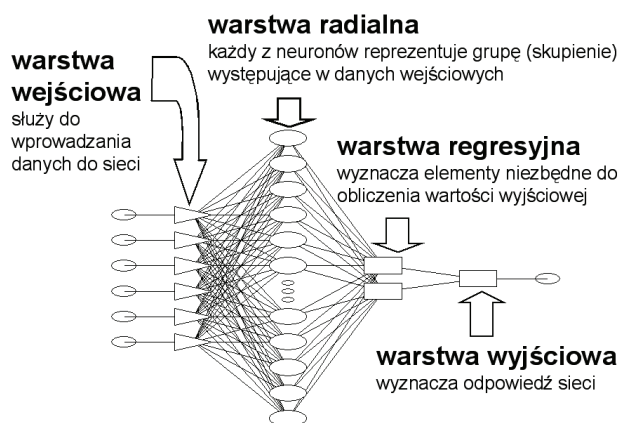 warstwa radialna
każdy z neuronów reprezentuje grupę (skupienie)
występujące w danych wejściowych
warstwa
wejściowa
służy do
wprowadzania
danych do sieci
warstwa regresyjna
wyznacza elementy niezbędne do
obliczenia wartości wyjściowej
warstwa wyjściowa
wyznacza odpowiedź sieci